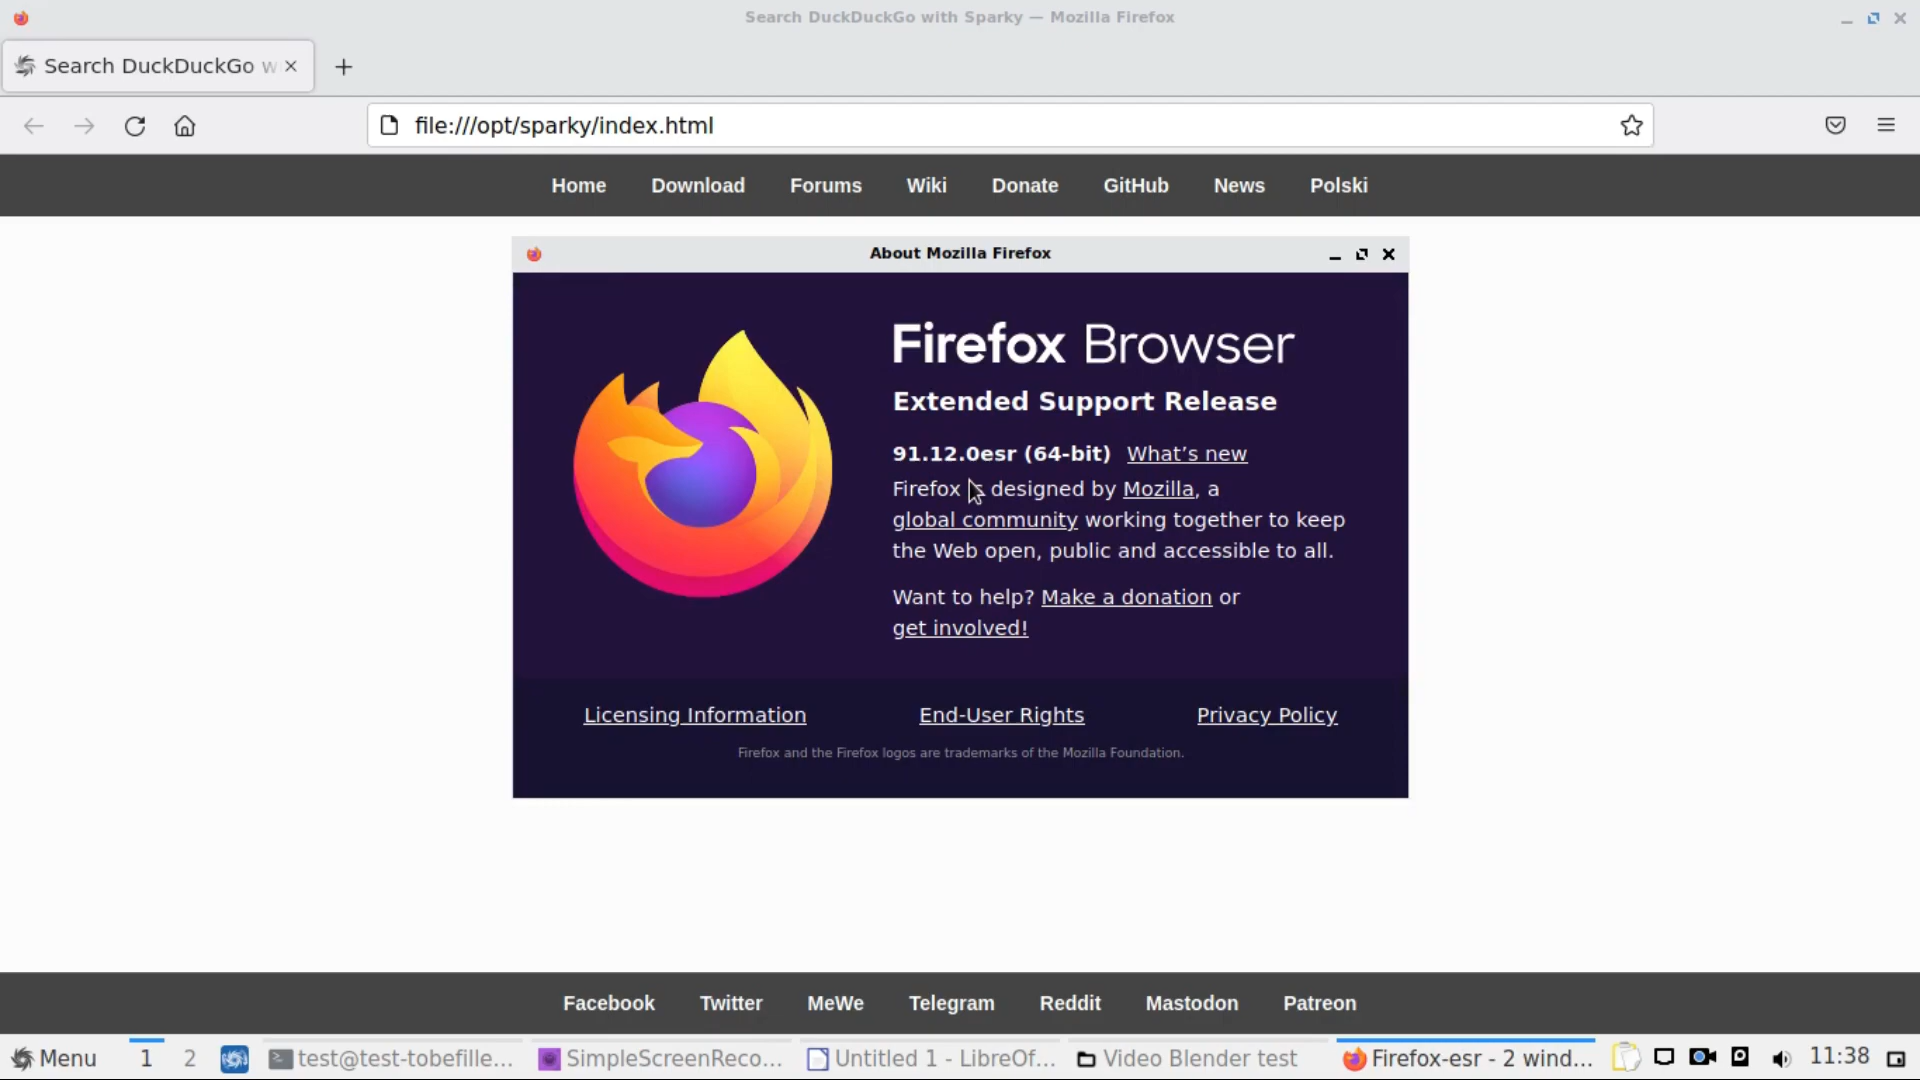 Search DuckDuckGo with Sparky — Mozilla Firefox
Search DuckDuckGo w
file:///opt/sparky/index.html
Home Download Forums Wiki Donate GitHub News Polski
About Mozilla Firefox
Firefox Browser
Extended Support Release
91.12.0esr (64-bit) What's new
Firefox is designed by Mozilla, a
global community working together to keep
the Web open, public and accessible to all.
Want to help? Make a donation or
get involved!
Licensing Information End-User Rights Privacy Policy
Firefox and the Firefox logos are trademarks of the Mozilla Foundation.
Facebook Twitter MeWe Telegram Reddit Mastodon Patreon
Menu 1 2 test@test-tobefille... SimpleScreenReco... Untitled 1 - LibreOf... Video Blender test Firefox-esr - 2 wind... 11:38